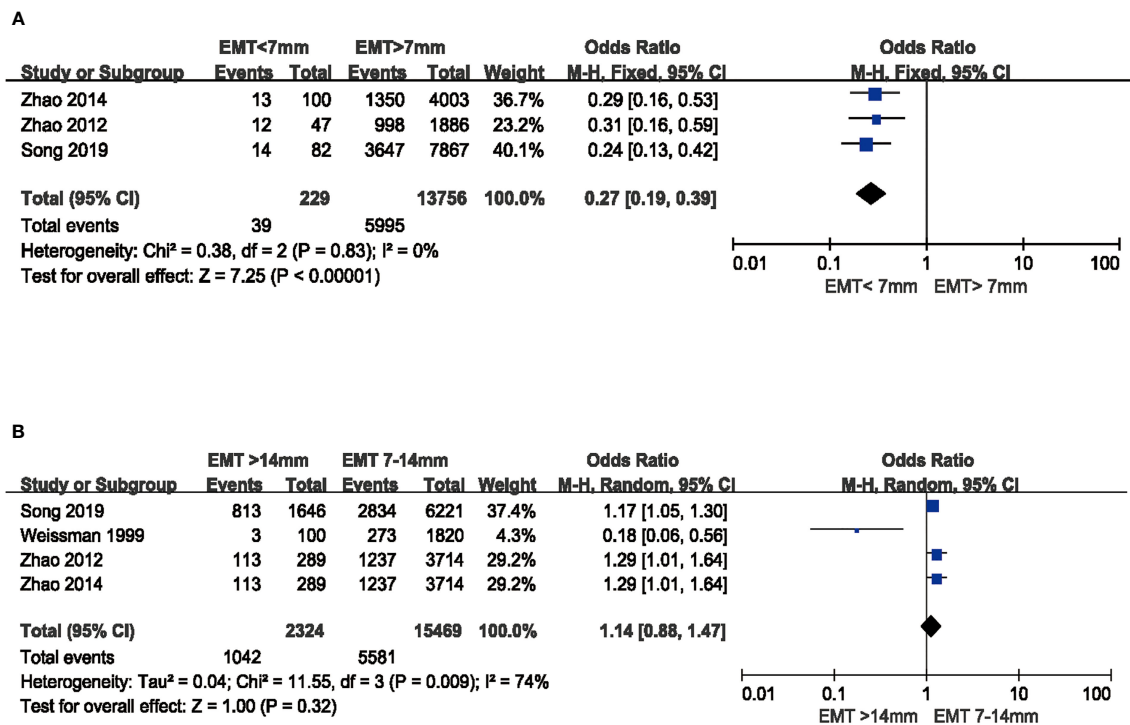 A
EMT<7mm EMT>7mm Odds Ratio Odds Ratio
Study or Subgroup Events Total Events Total Weight M-H, Fixed, 95% CI M-H, Fixed, 95% CI
Zhao 2014 13 100 1350 4003 36.7% 0.29 [0.16, 0.53]
Zhao 2012 12 47 998 1886 23.2% 0.31 [0.16, 0.59]
Song 2019 14 82 3647 7867 40.1% 0.24 [0.13, 0.42]
Total (95% CI) 229 13756 100.0% 0.27 [0.19, 0.39]
Total events 39 5995
Heterogeneity: Chi² = 0.38, df = 2 (P = 0.83); I² = 0%
Test for overall effect: Z = 7.25 (P < 0.00001)
0.01 0.1 1 10 100
EMT< 7mm EMT> 7mm
B
EMT >14mm EMT 7-14mm Odds Ratio Odds Ratio
Study or Subgroup Events Total Events Total Weight M-H, Random, 95% CI M-H, Random, 95% CI
Song 2019 813 1646 2834 6221 37.4% 1.17 [1.05, 1.30]
Weissman 1999 3 100 273 1820 4.3% 0.18 [0.06, 0.56]
Zhao 2012 113 289 1237 3714 29.2% 1.29 [1.01, 1.64]
Zhao 2014 113 289 1237 3714 29.2% 1.29 [1.01, 1.64]
Total (95% CI) 2324 15469 100.0% 1.14 [0.88, 1.47]
Total events 1042 5581
Heterogeneity: Tau² = 0.04; Chi² = 11.55, df = 3 (P = 0.009); I² = 74%
Test for overall effect: Z = 1.00 (P = 0.32)
0.01 0.1 1 10 100
EMT >14mm EMT 7-14mm